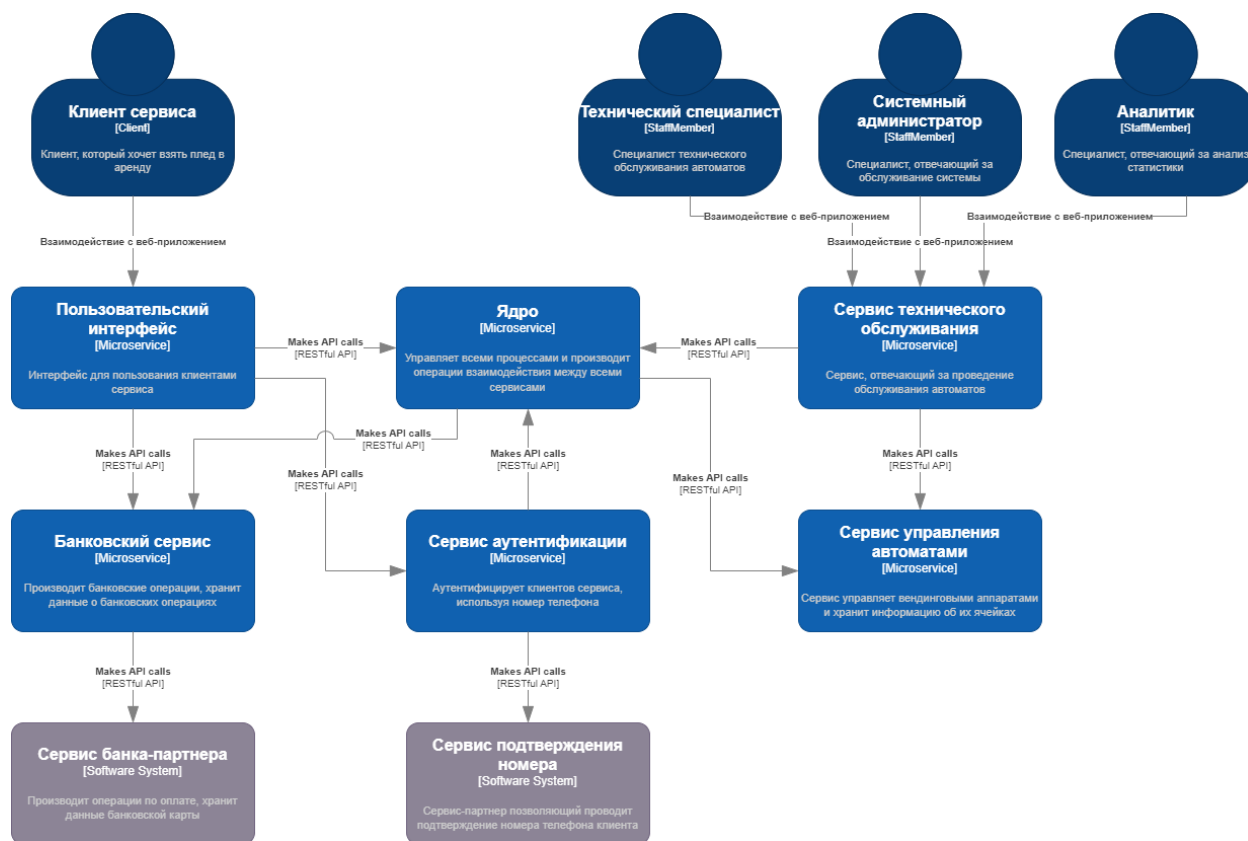 Клиент сервиса
[Client]
Клиент, который хочет взять плед в
аренду
Технический специалист
[StaffMember]
Специалист технического
обслуживания автоматов
Системный
администратор
[StaffMember]
Специалист, отвечающий за
обслуживание системы
Аналитик
[StaffMember]
Специалист, отвечающий за анализ
статистики
Взаимодействие с веб-приложением
Взаимодействие с веб-приложением
Взаимодействие с веб-приложением
Взаимодействие с веб-приложением
Пользовательский
интерфейс
[Microservice]
Интерфейс для пользования клиентами
сервиса
Makes API calls
[RESTful API]
Ядро
[Microservice]
Управляет всеми процессами и производит
операции взаимодействия между всеми
сервисами
Makes API calls
[RESTful API]
Сервис технического
обслуживания
[Microservice]
Сервис, отвечающий за проведение
обслуживания автоматов
Makes API calls
[RESTful API]
Makes API calls
[RESTful API]
Makes API calls
[RESTful API]
Makes API calls
[RESTful API]
Makes API calls
[RESTful API]
Makes API calls
[RESTful API]
Makes API calls
[RESTful API]
Банковский сервис
[Microservice]
Производит банковские операции, хранит
данные о банковских операциях
Сервис аутентификации
[Microservice]
Аутентифицирует клиентов сервиса,
используя номер телефона
Сервис управления
автоматами
[Microservice]
Сервис управляет вендинговыми аппаратами
и хранит информацию об их ячейках
Makes API calls
[RESTful API]
Makes API calls
[RESTful API]
Сервис банка-партнера
[Software System]
Производит операции по оплате, хранит
данные банковской карты
Сервис подтверждения
номера
[Software System]
Сервис-партнер позволяющий проводит
подтверждение номера телефона клиента